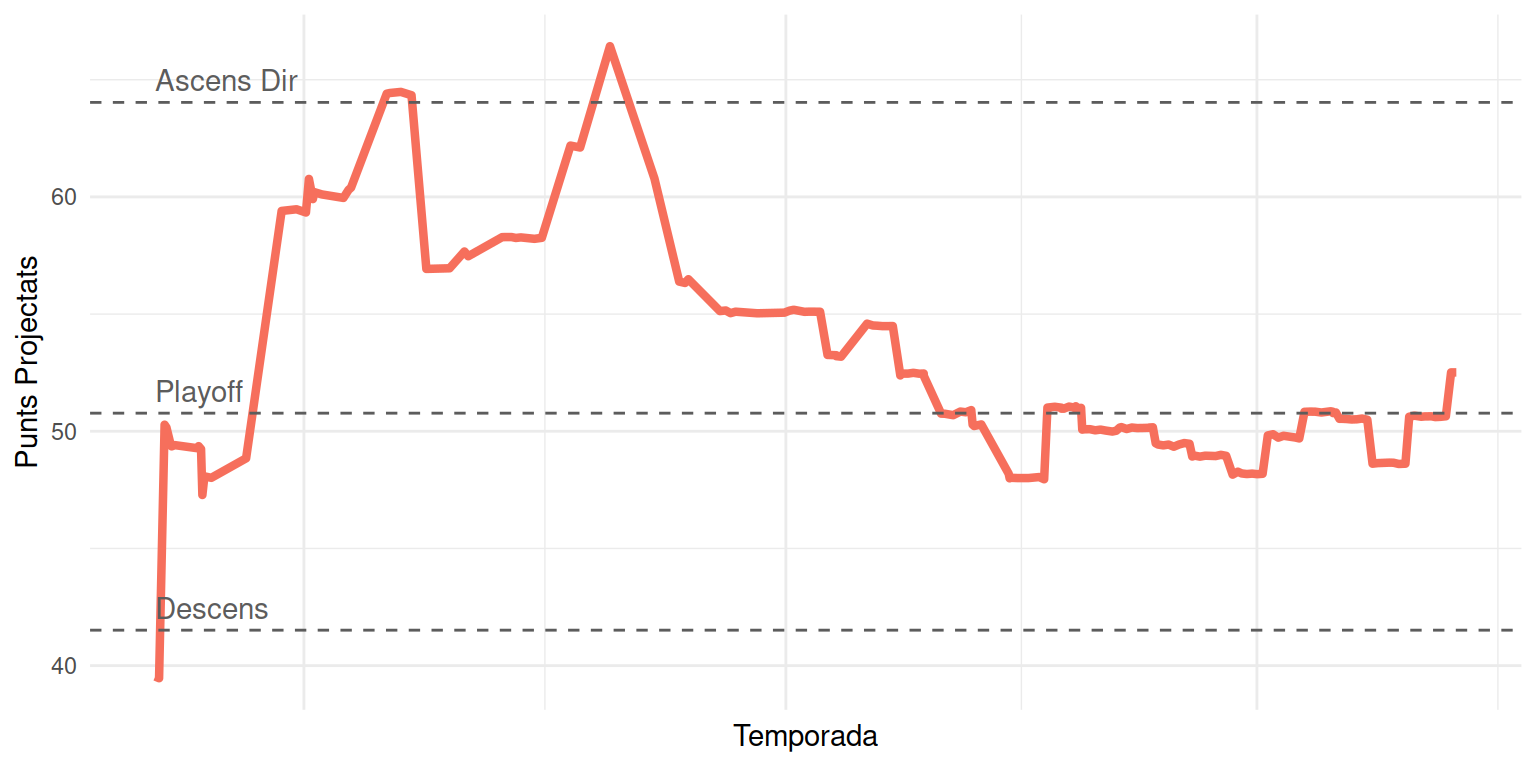 Ascens Dir
60
Playoff
50
Descens
40
Punts Projectats
Temporada